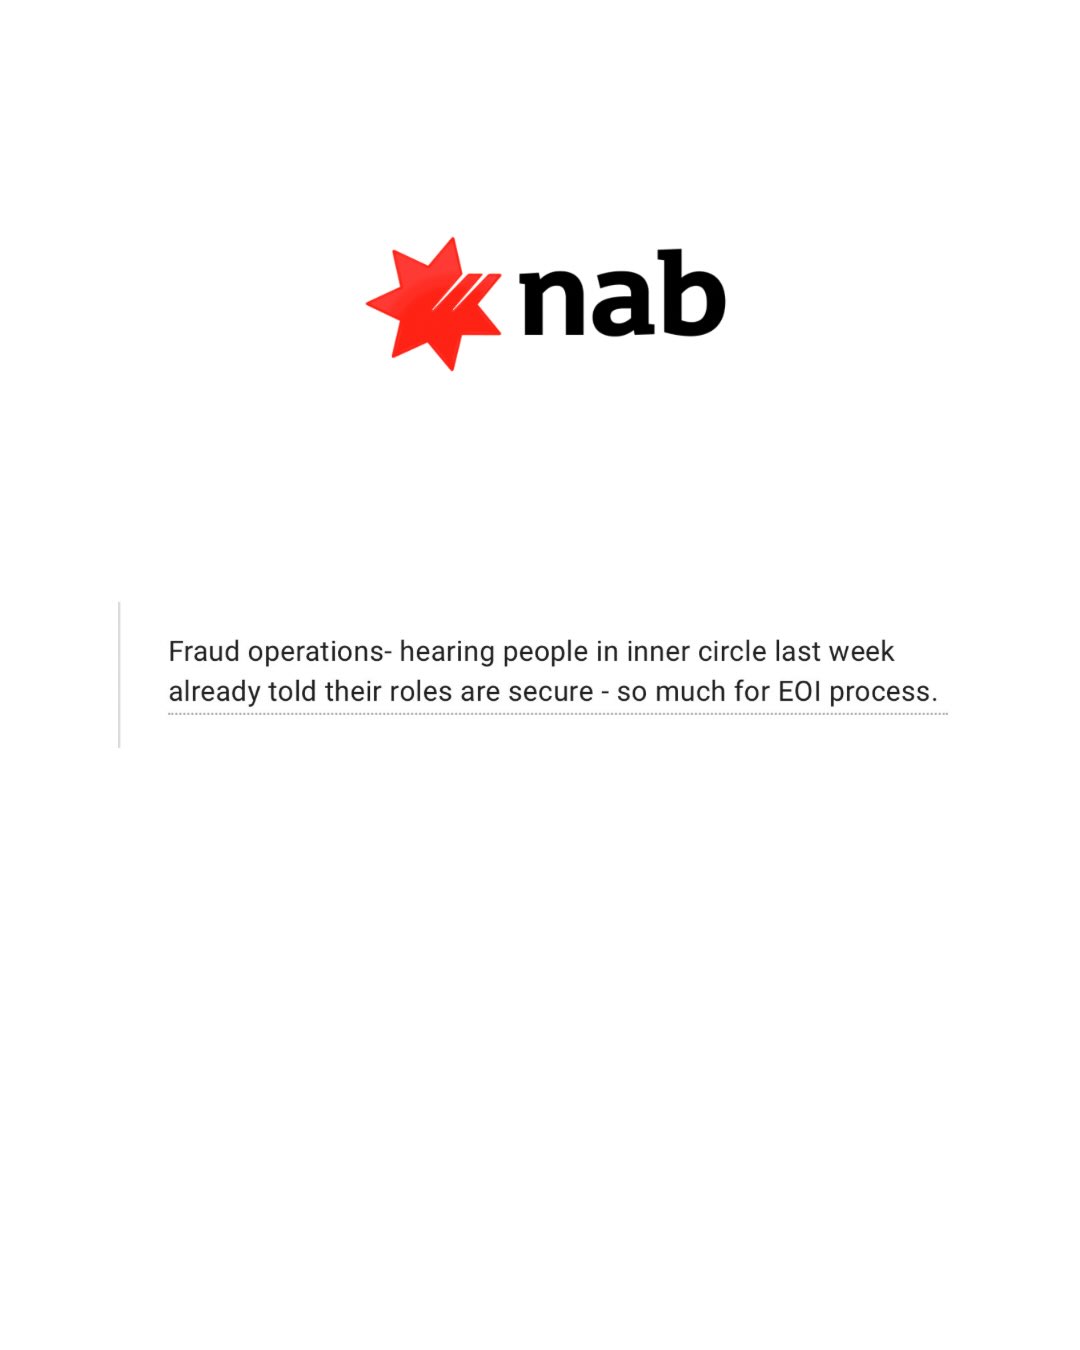 nab
Fraud operations- hearing people in inner circle last week
already told their roles are secure - so much for EOI process.